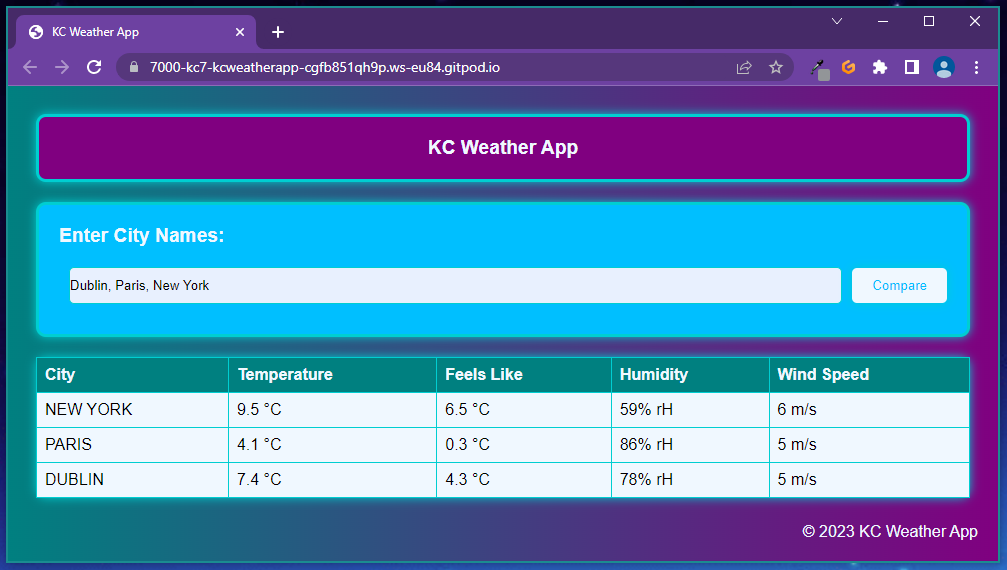 KC Weather App
7000-kc7-kcweatherapp-cgfb851qh9p.ws-eu84.gitpod.io
KC Weather App
Enter City Names:
Dublin, Paris, New York Compare
City Temperature Feels Like Humidity Wind Speed
NEW YORK 9.5 °C 6.5 °C 59% rH 6 m/s
PARIS 4.1 °C 0.3 °C 86% rH 5 m/s
DUBLIN 7.4 °C 4.3 °C 78% rH 5 m/s
© 2023 KC Weather App